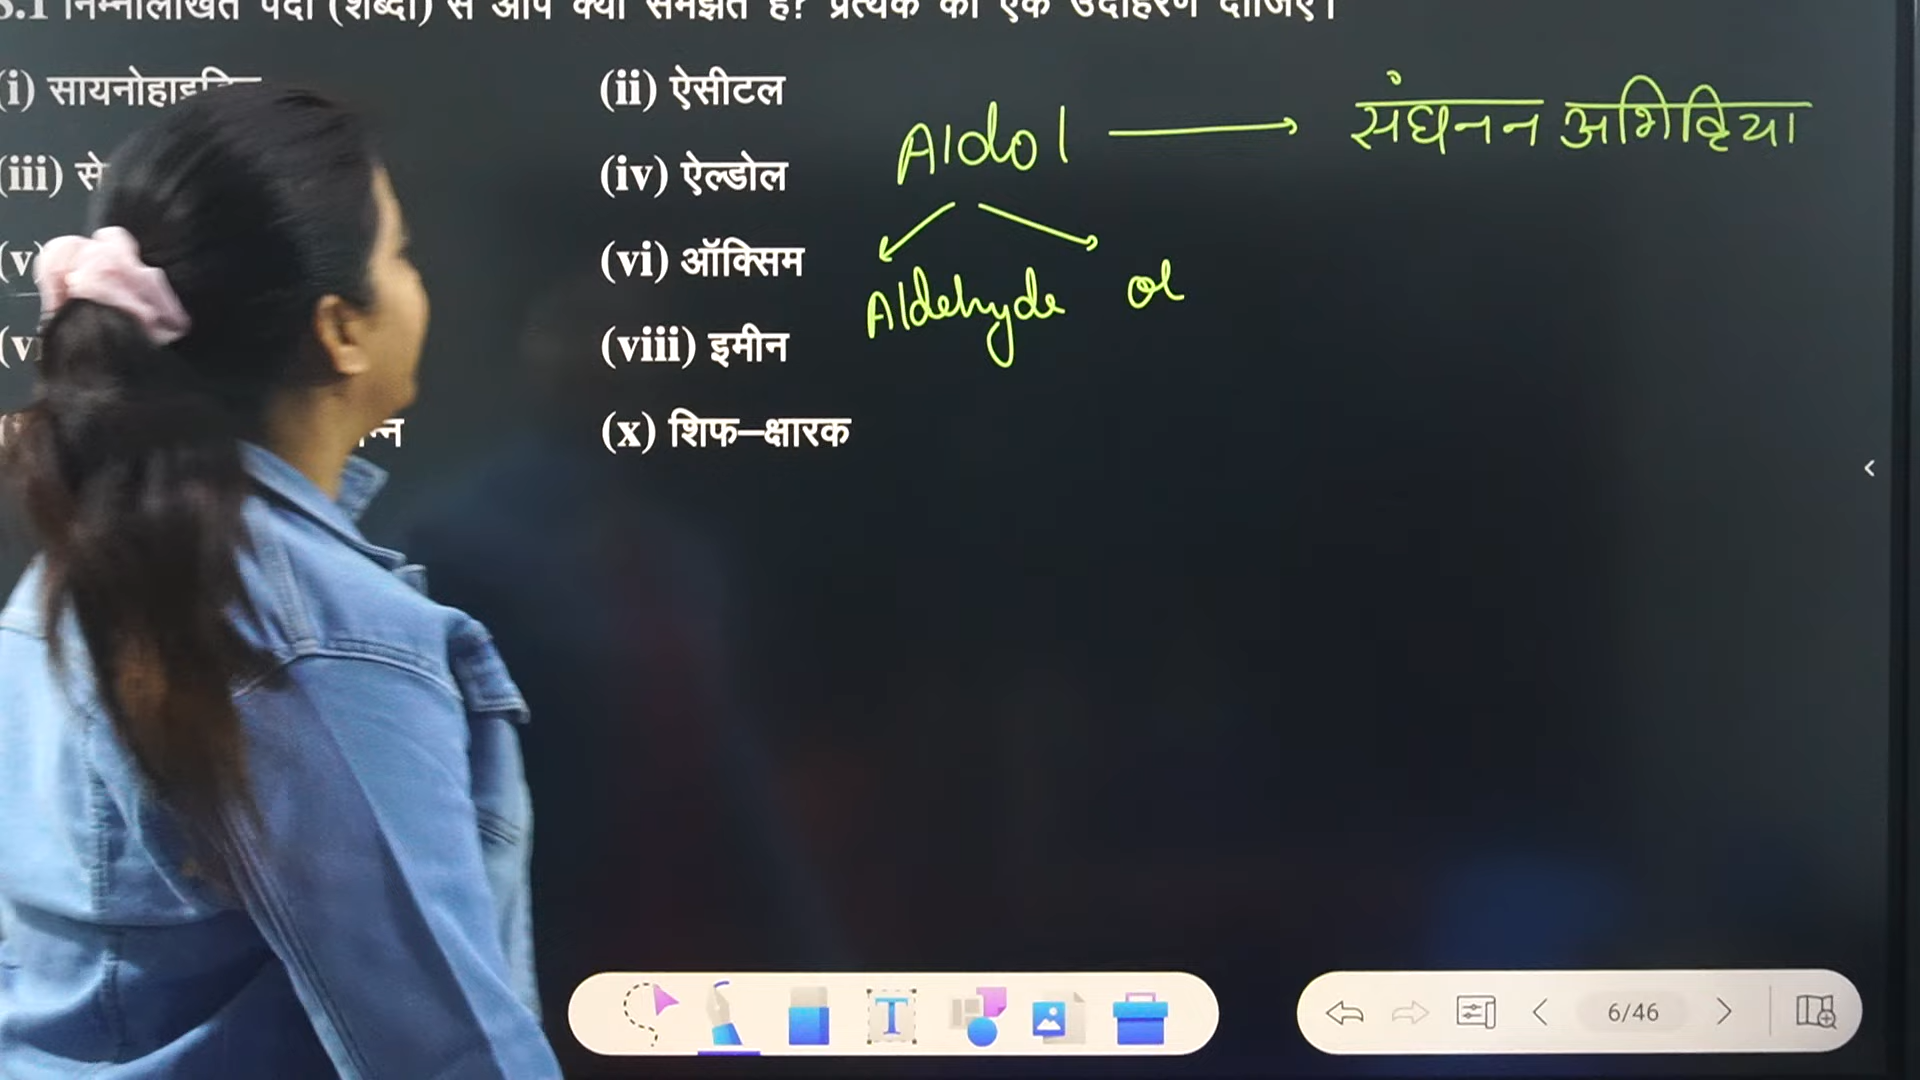 निम्नलिखित पदों (शब्दों) से आप क्या समझते हैं? प्रत्येक का एक उदाहरण दीजिए।
(i) (ii) ऐसीटल
(iii) (iv) ऐल्डोल
(vi) ऑक्सिम
(viii) इमीन
(x) शिफ–क्षारक
Aldol ⟶ संघनन अभिक्रिया
Aldehyde ol
6/46